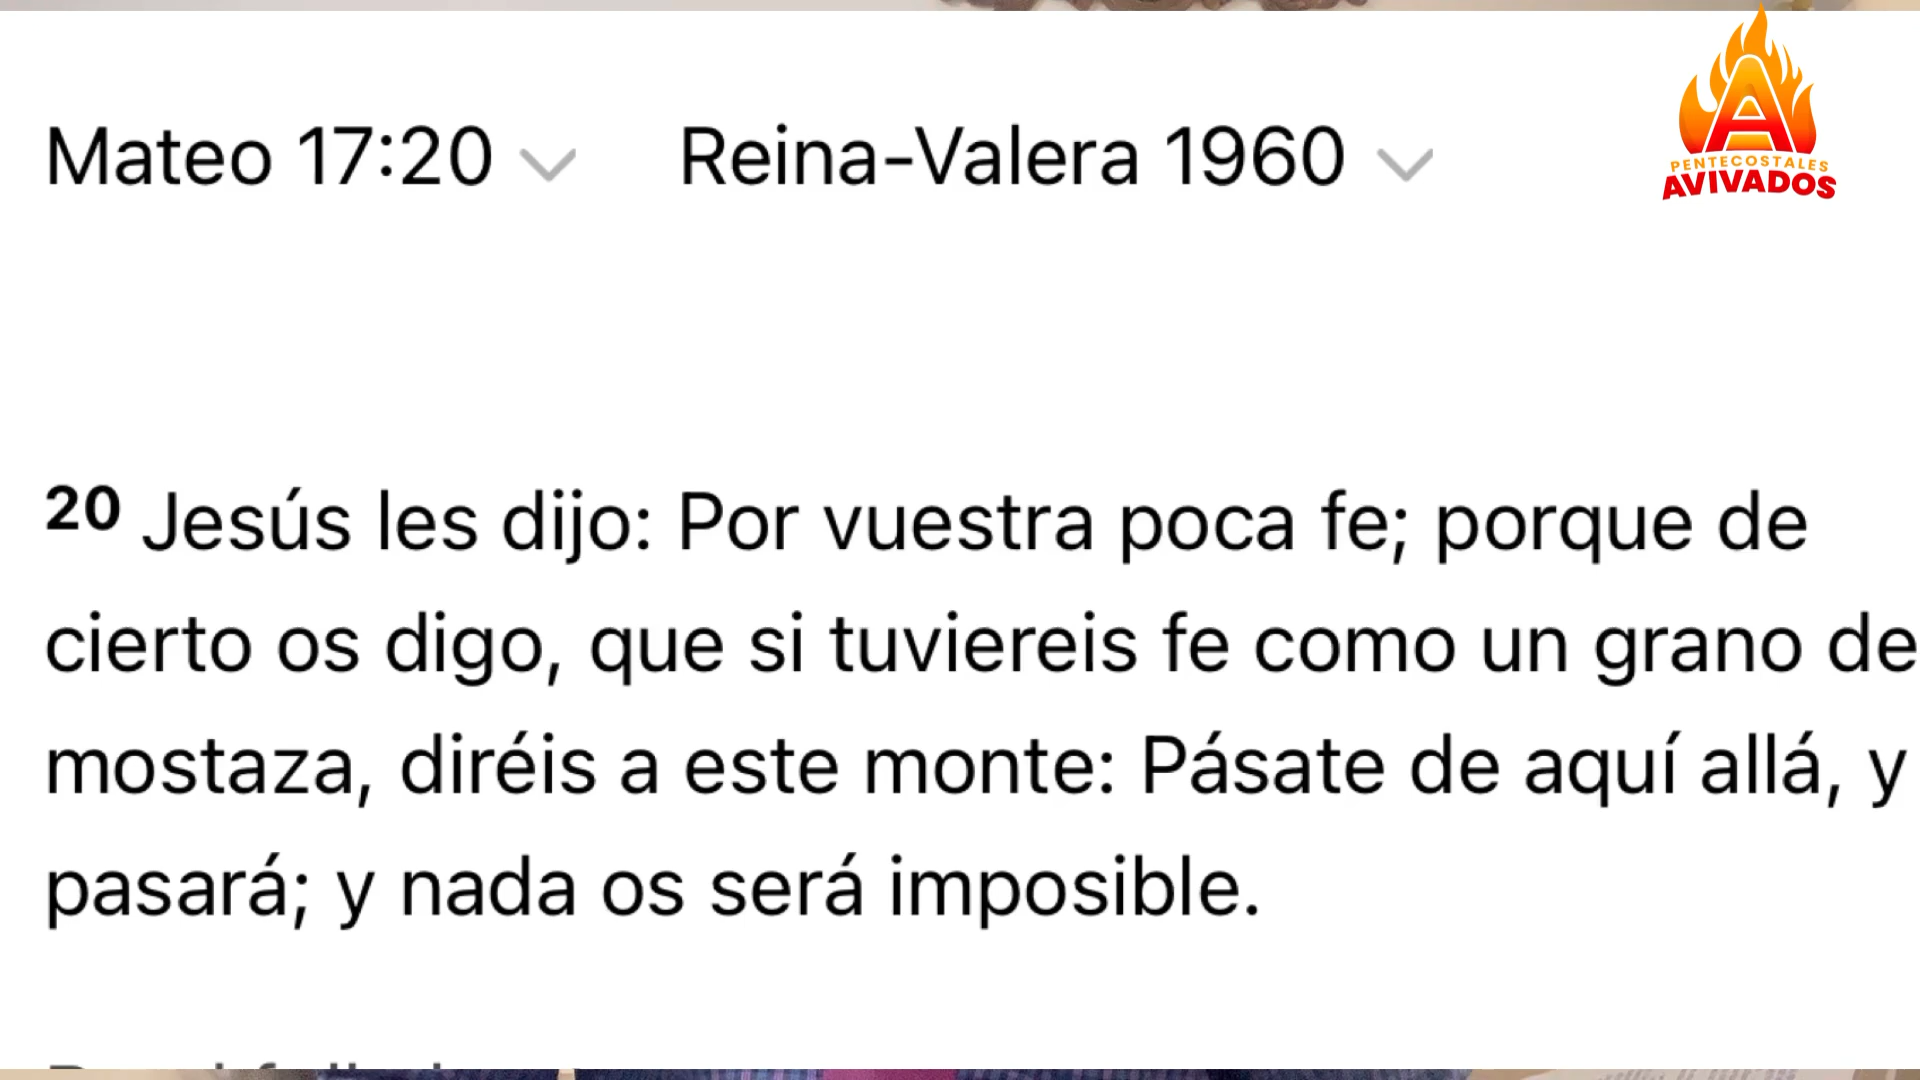 Mateo 17:20 Reina-Valera 1960
A
PENTECOSTALES
AVIVADOS
20 Jesús les dijo: Por vuestra poca fe; porque de
cierto os digo, que si tuviereis fe como un grano de
mostaza, diréis a este monte: Pásate de aquí allá, y
pasará; y nada os será imposible.